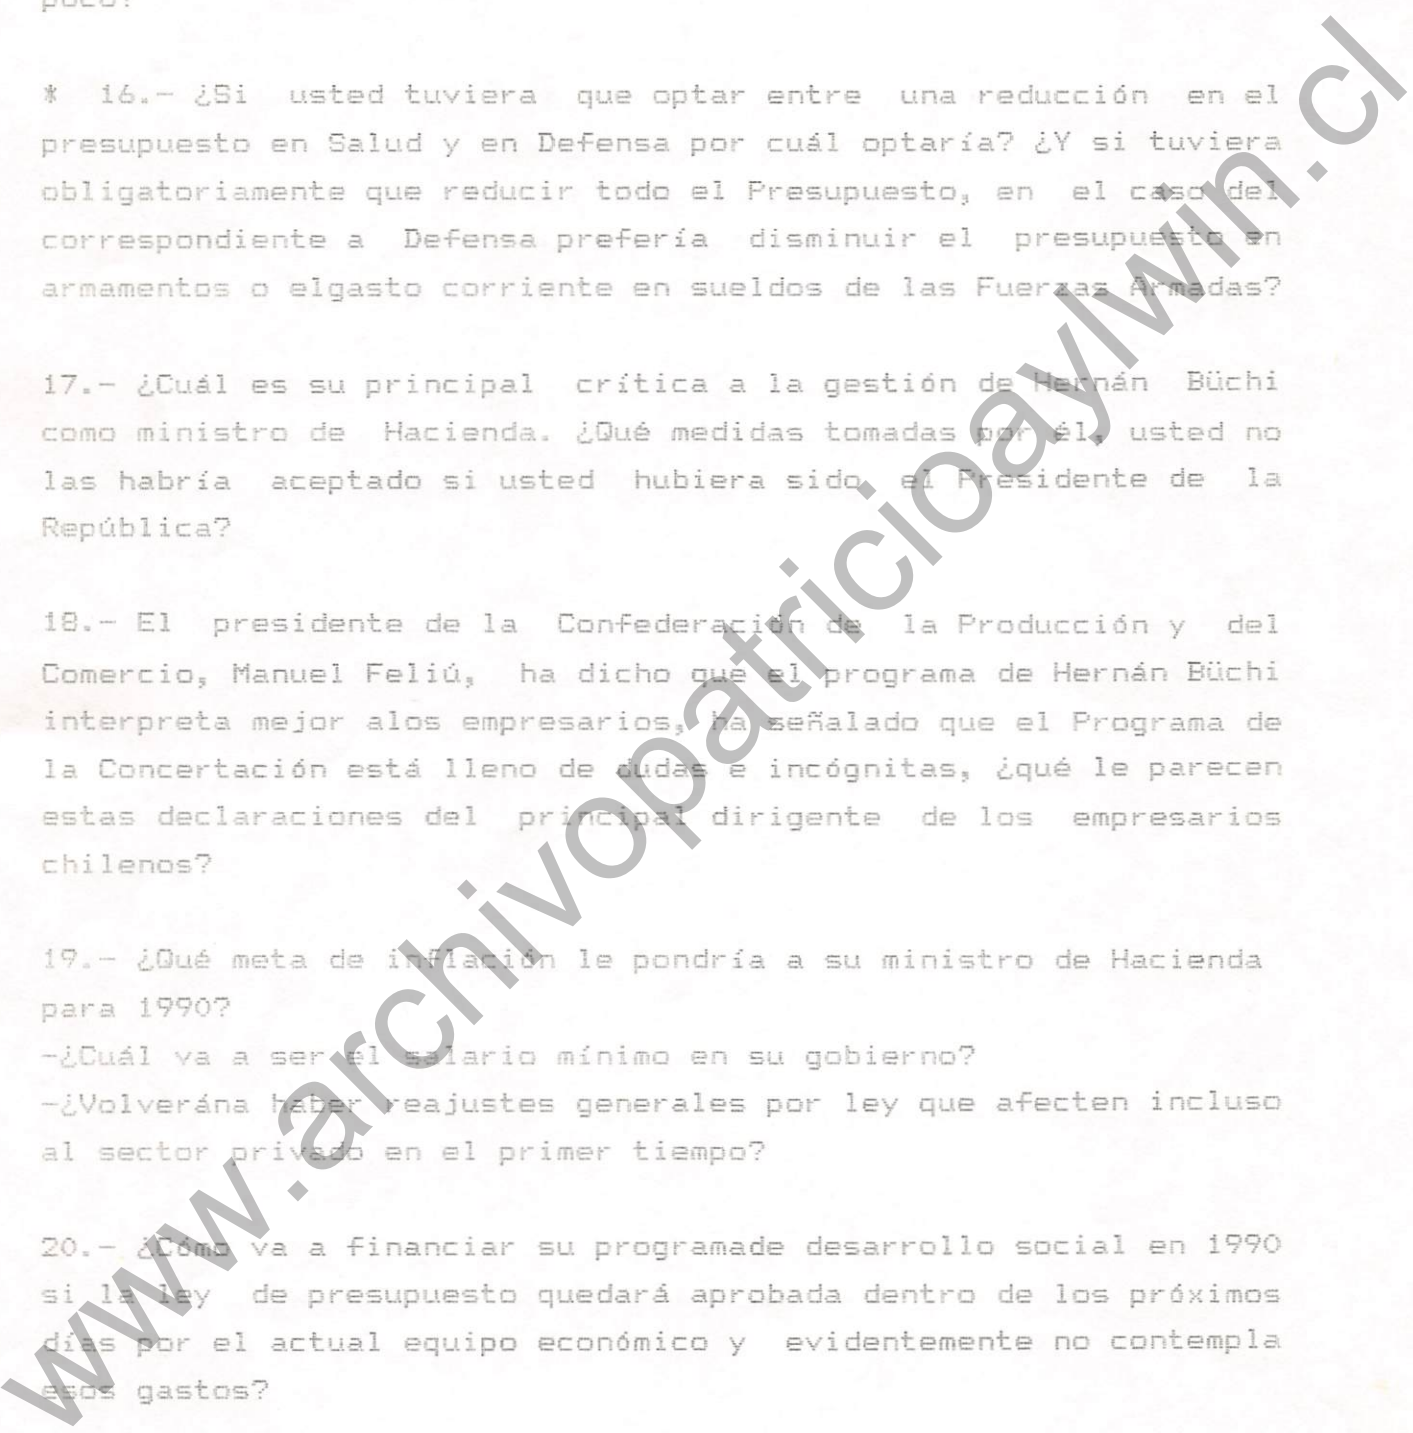 poco?
* 16.- ¿Si usted tuviera que optar entre una reducción en el
presupuesto en Salud y en Defensa por cuál optaría? ¿Y si tuviera
obligatoriamente que reducir todo el Presupuesto, en el caso del
correspondiente a Defensa prefería disminuir el presupuesto en
armamentos o elgasto corriente en sueldos de las Fuerzas Armadas?
17.- ¿Cuál es su principal crítica a la gestión de Hernán Büchi
como ministro de Hacienda. ¿Qué medidas tomadas por él, usted no
las habría aceptado si usted hubiera sido el Presidente de la
República?
18.- El presidente de la Confederación de la Producción y del
Comercio, Manuel Feliú, ha dicho que el programa de Hernán Büchi
interpreta mejor alos empresarios, ha señalado que el Programa de
la Concertación está lleno de dudas e incógnitas, ¿qué le parecen
estas declaraciones del principal dirigente de los empresarios
chilenos?
19.- ¿Qué meta de inflación le pondría a su ministro de Hacienda
para 1990?
-¿Cuál va a ser el salario mínimo en su gobierno?
-¿Volverána haber reajustes generales por ley que afecten incluso
al sector privado en el primer tiempo?
20.- ¿Cómo va a financiar su programade desarrollo social en 1990
si la ley de presupuesto quedará aprobada dentro de los próximos
días por el actual equipo económico y evidentemente no contempla
esos gastos?
www.archivopatricioaylwin.cl